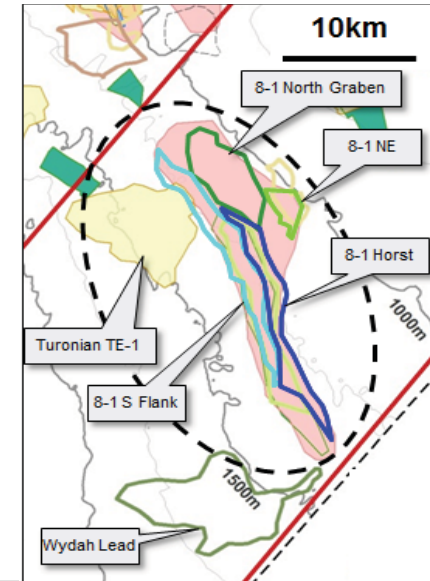 10km
8-1 North Graben
8-1 NE
8-1 Horst
1000m
Turonian TE-1
8-1 S Flank
1500m
Wydah Lead